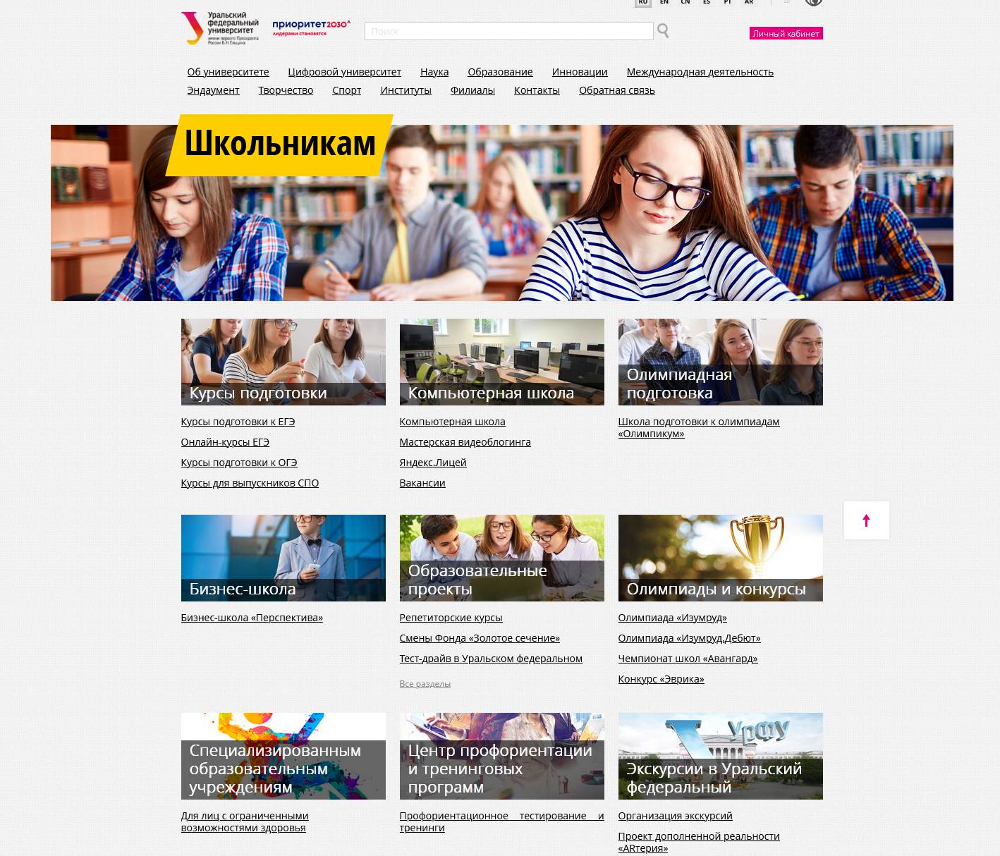 RU EN CN ES PT AR
Уральский
федеральный
университет
имени первого Президента
России Б.Н.Ельцина
приоритет2030^
лидерами становятся
Поиск
Личный кабинет
Об университете Цифровой университет Наука Образование Инновации Международная деятельность
Эндаумент Творчество Спорт Институты Филиалы Контакты Обратная связь
Школьникам
Курсы подготовки
Курсы подготовки к ЕГЭ
Онлайн-курсы ЕГЭ
Курсы подготовки к ОГЭ
Курсы для выпускников СПО
Компьютерная школа
Компьютерная школа
Мастерская видеоблогинга
Яндекс.Лицей
Вакансии
Олимпиадная
подготовка
Школа подготовки к олимпиадам
«Олимпикум»
Бизнес-школа
Бизнес-школа «Перспектива»
Образовательные
проекты
Репетиторские курсы
Смены Фонда «Золотое сечение»
Тест-драйв в Уральском федеральном
Все разделы
Олимпиады и конкурсы
Олимпиада «Изумруд»
Олимпиада «Изумруд.Дебют»
Чемпионат школ «Авангард»
Конкурс «Эврика»
Специализированным
образовательным
учреждениям
Для лиц с ограниченными
возможностями здоровья
Центр профориентации
и тренинговых
программ
Профориентационное тестирование и
тренинги
УрФУ
Экскурсии в Уральский
федеральный
Организация экскурсий
Проект дополненной реальности
«ARтерия»